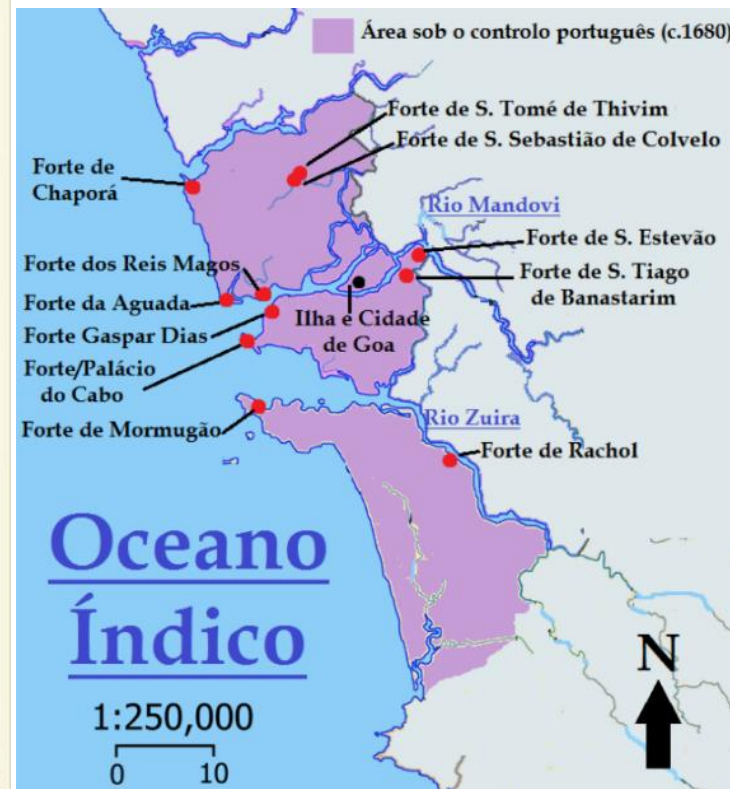 Área sob o controlo português (c.1680)
Forte de S. Tomé de Thivim
Forte de S. Sebastião de Colvelo
Forte de
Chaporá
Rio Mandovi
Forte de S. Estevão
Forte dos Reis Magos
Forte de S. Tiago
de Banastarim
Forte da Aguada
Ilha e Cidade
de Goa
Forte Gaspar Dias
Forte/Palácio
do Cabo
Forte de Mormugão
Rio Zuira
Forte de Rachol
Oceano
Índico
N
1:250,000
0 10